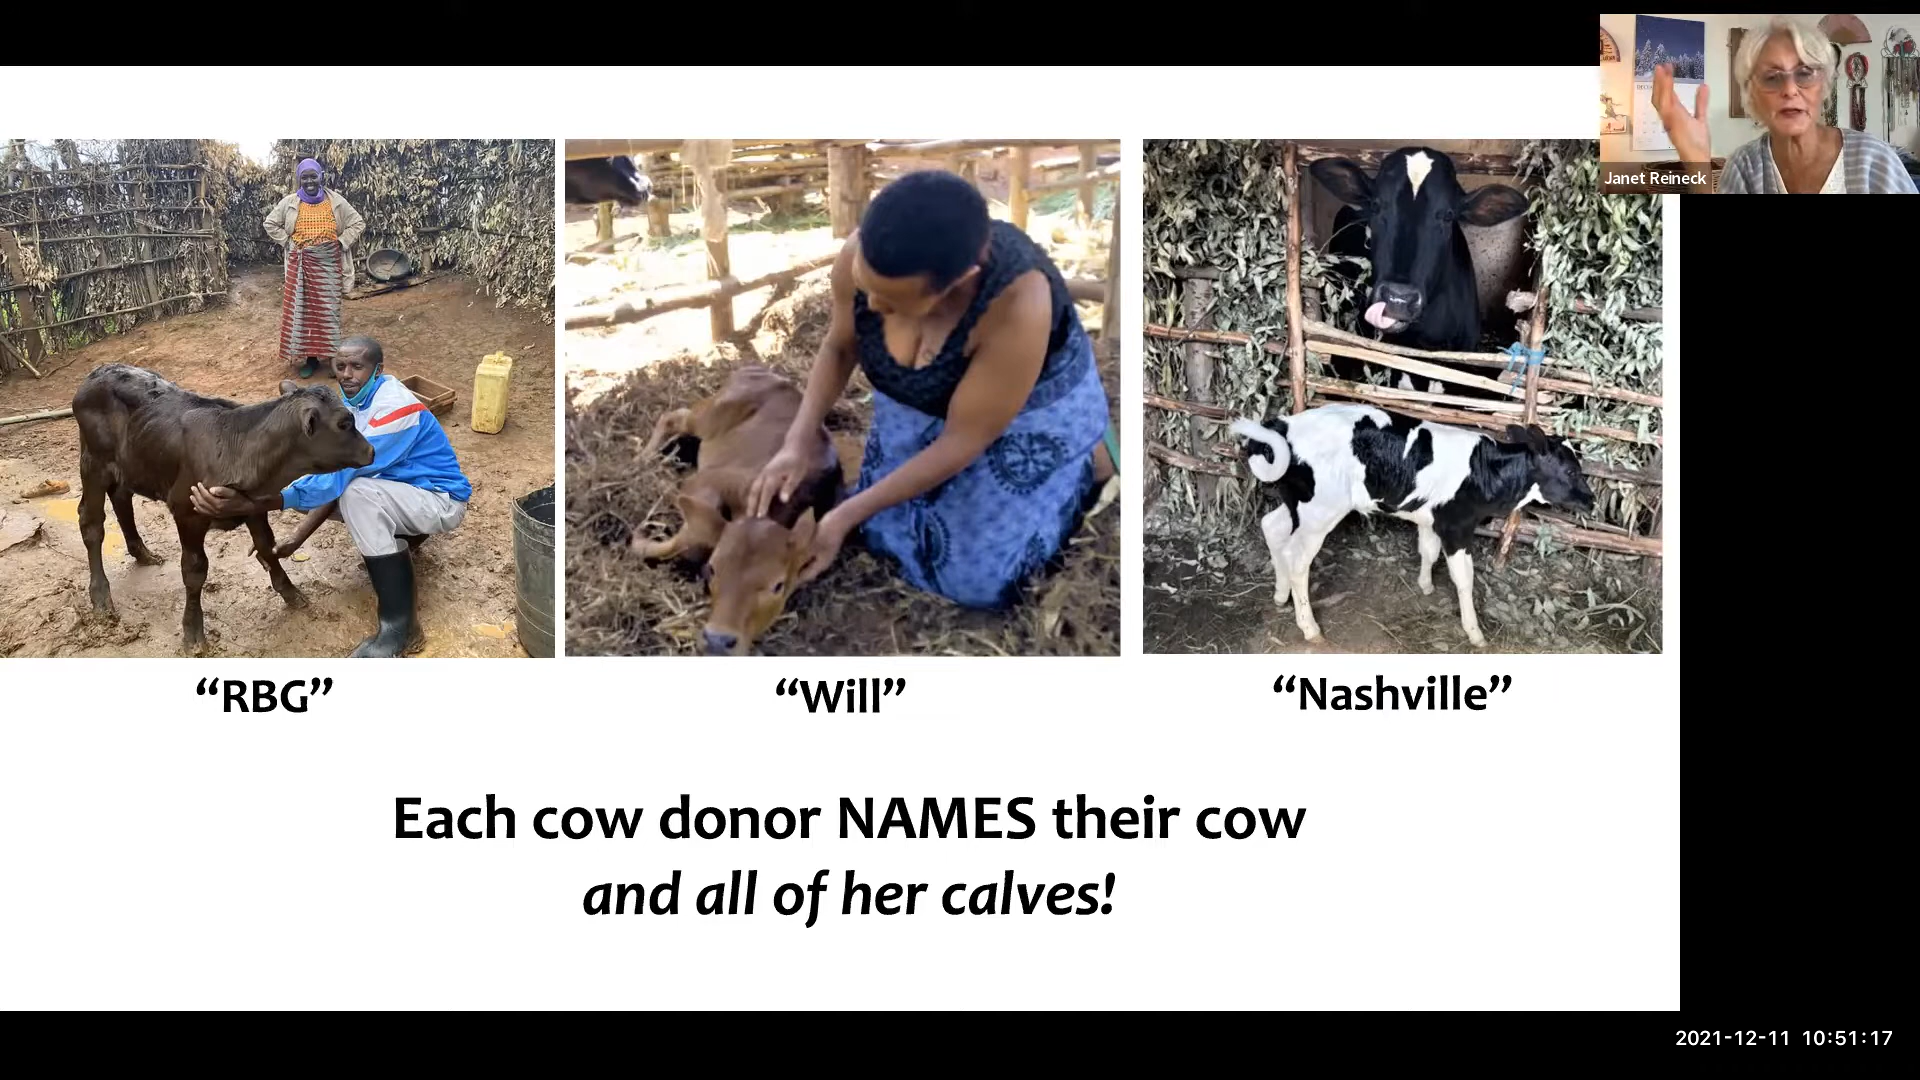 Janet Reineck
“RBG”
“Will”
“Nashville”
Each cow donor NAMES their cow
and all of her calves!
2021-12-11 10:51:17